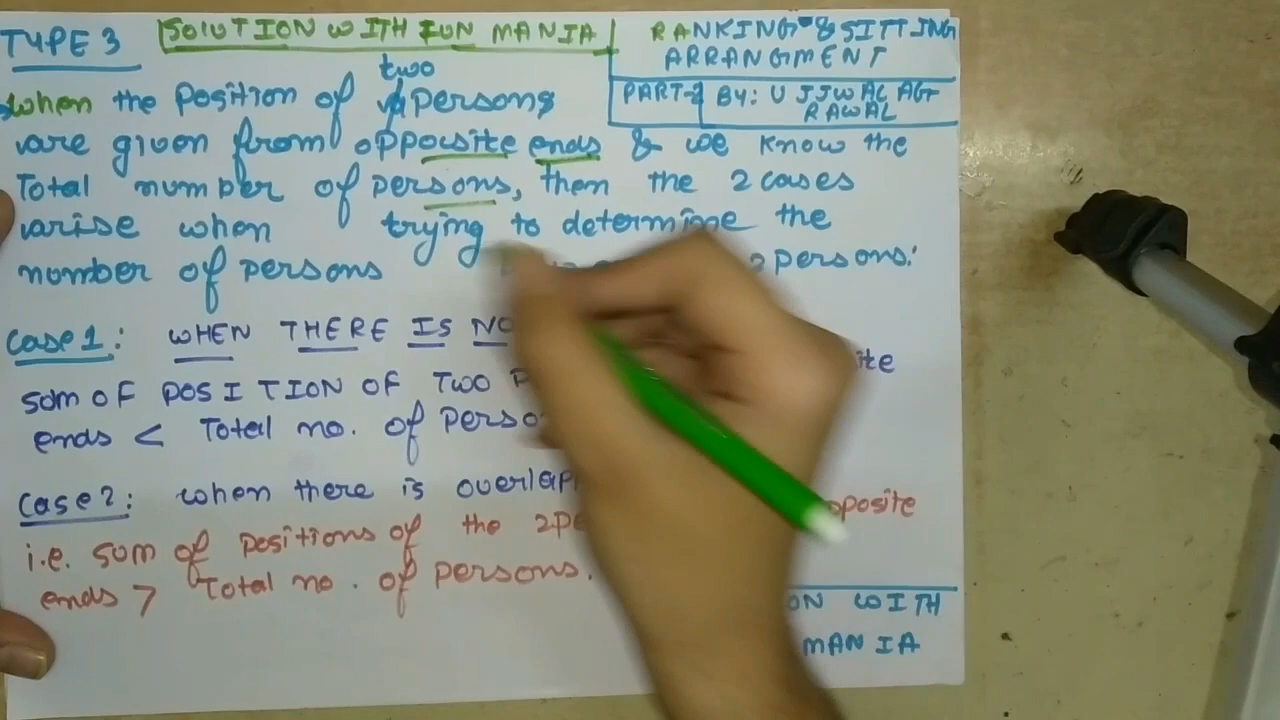 TYPE 3
SOLUTION WITH FUN MANIA
RANKING & SITTING
ARRANGMENT
PART-2 BY: UJJWAL AGR
RAWAL
two
when the position of persons
are given from opposite ends & we know the
Total number of persons, then the 2 cases
arise when trying to determine the
number of persons 2 persons:
Case 1: WHEN THERE IS NO
SUM OF POSITION OF TWO
ends < Total no. of
Case 2: when there is
i.e. sum of positions of the opposite
ends > Total no. of persons.
WITH
MANIA